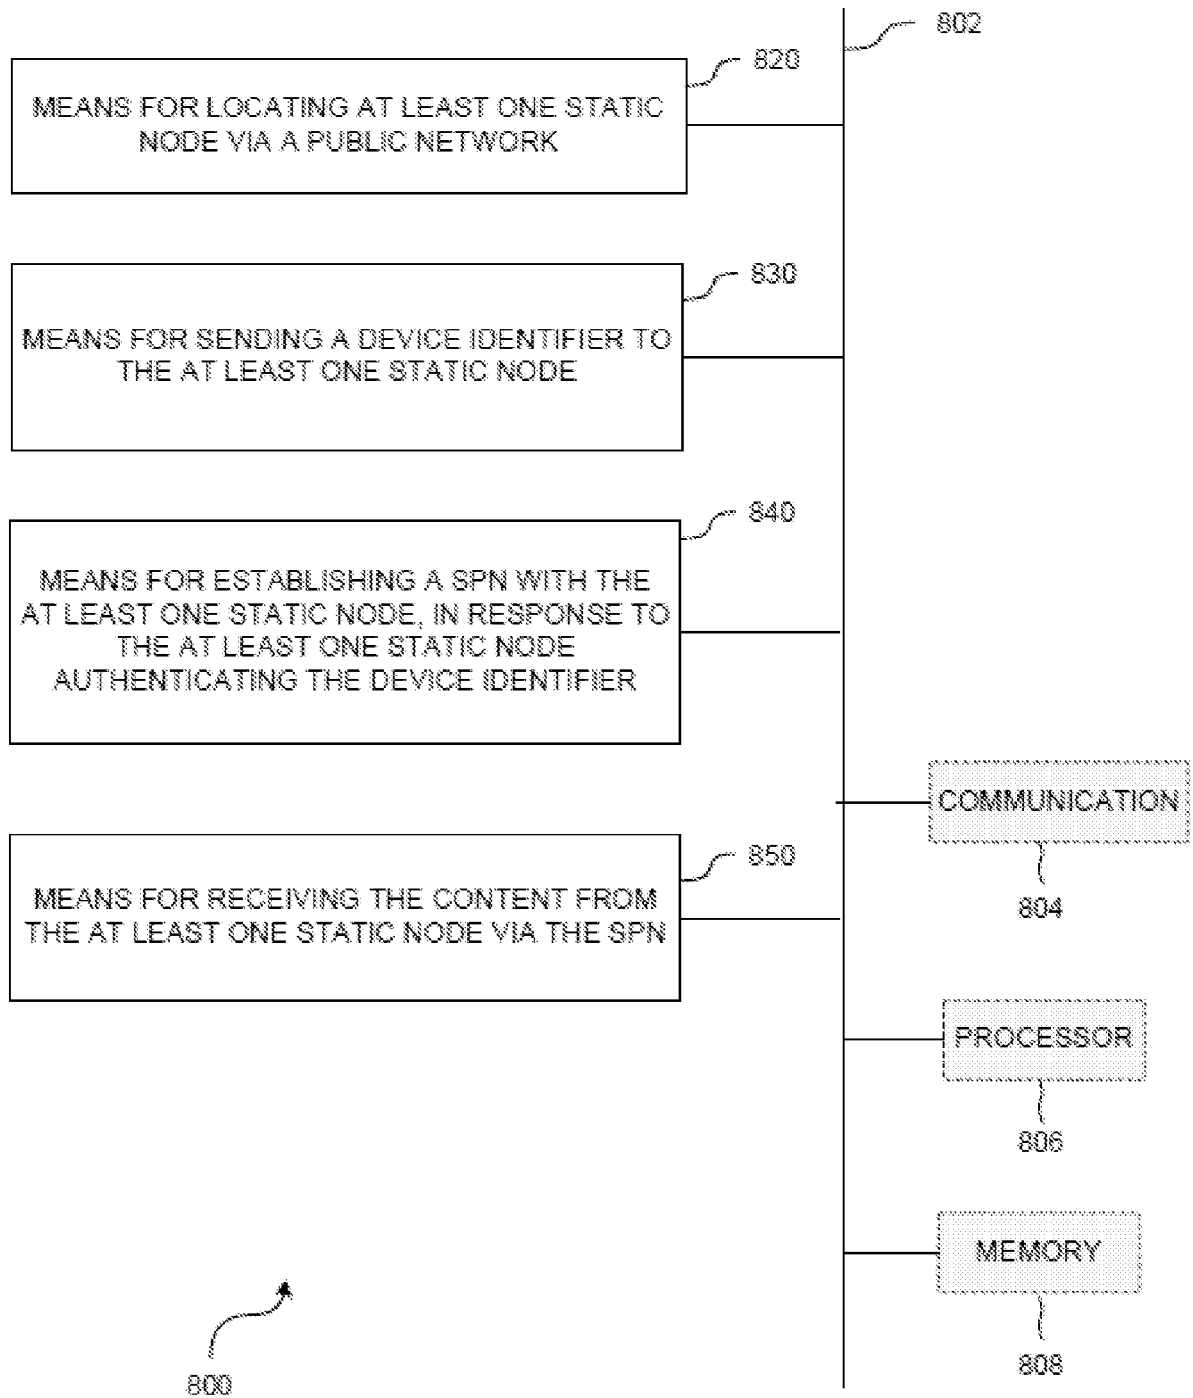 802
820
MEANS FOR LOCATING AT LEAST ONE STATIC
NODE VIA A PUBLIC NETWORK
830
MEANS FOR SENDING A DEVICE IDENTIFIER TO
THE AT LEAST ONE STATIC NODE
840
MEANS FOR ESTABLISHING A SPN WITH THE
AT LEAST ONE STATIC NODE, IN RESPONSE TO
THE AT LEAST ONE STATIC NODE
AUTHENTICATING THE DEVICE IDENTIFIER
COMMUNICATION
804
850
MEANS FOR RECEIVING THE CONTENT FROM
THE AT LEAST ONE STATIC NODE VIA THE SPN
PROCESSOR
806
MEMORY
808
800